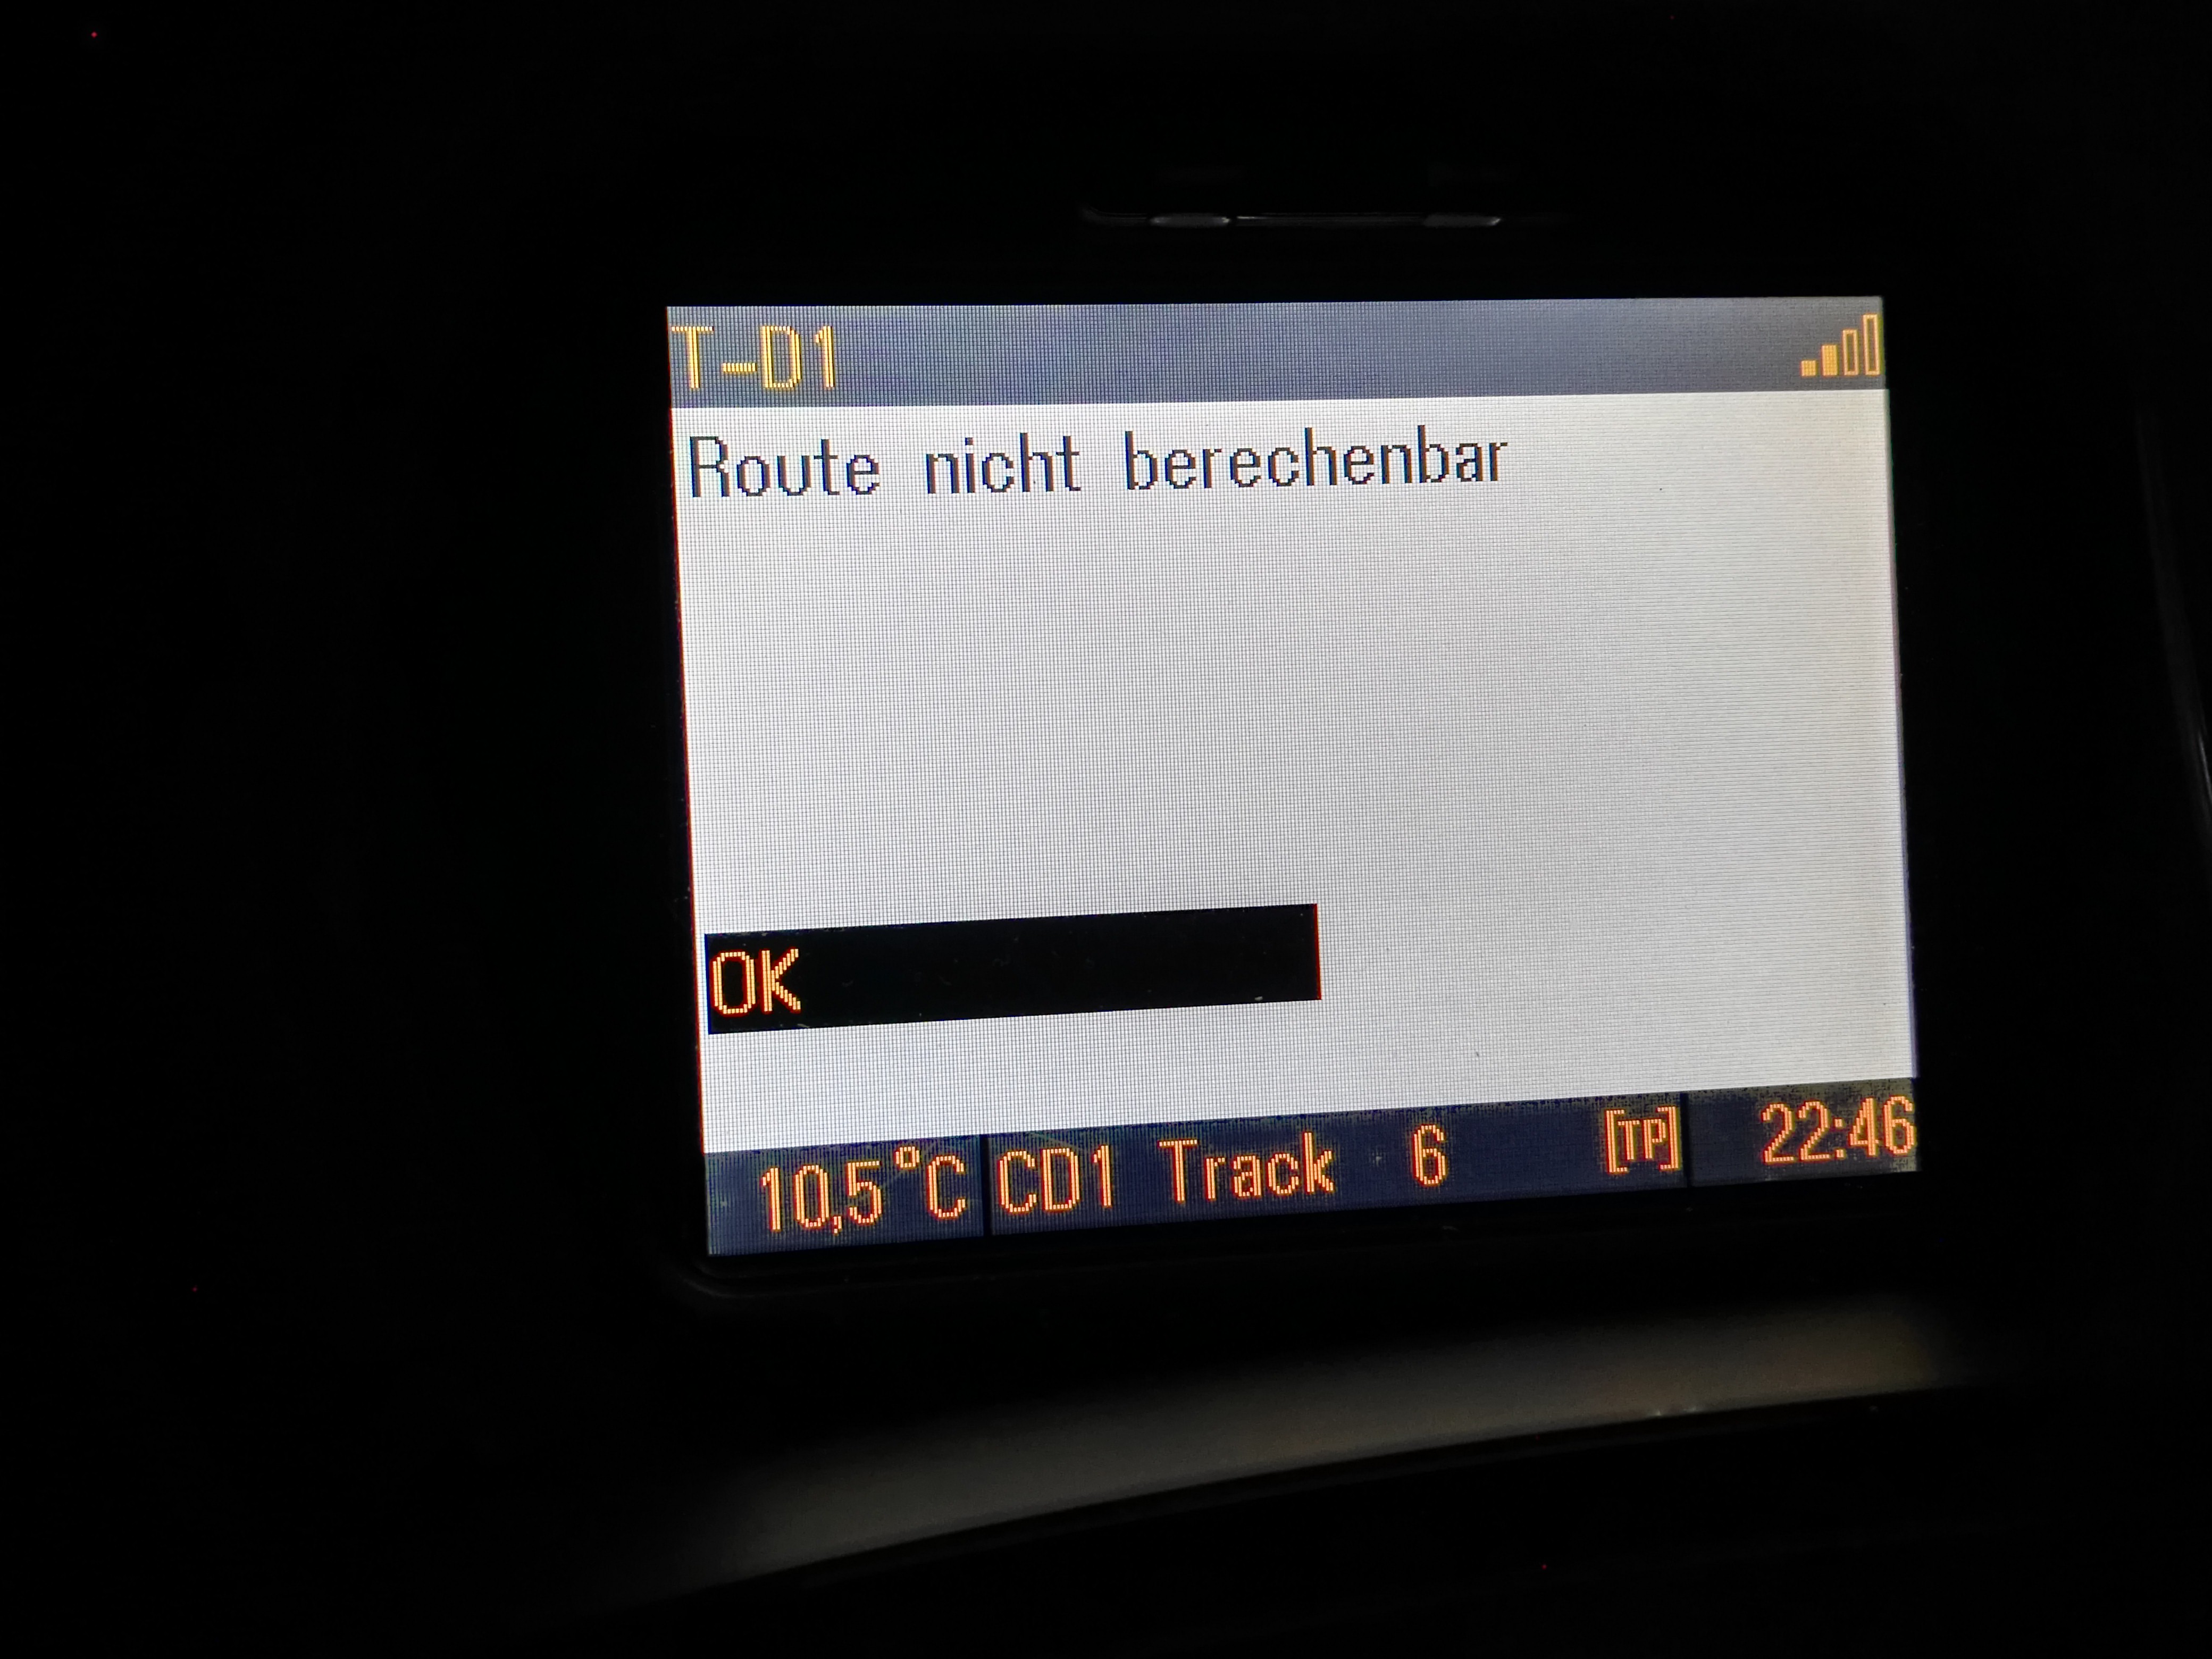 T-D1
Route nicht berechenbar
OK
10,5°C CD1 Track 6 [TP] 22:46